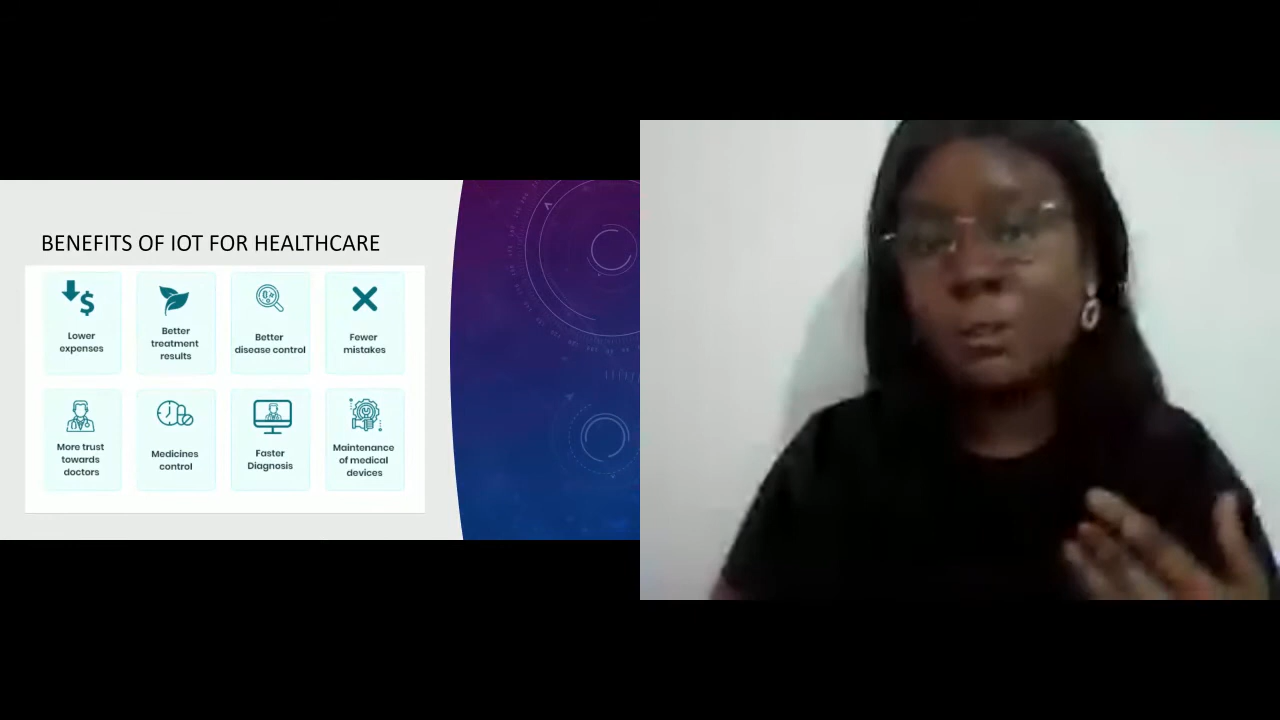 BENEFITS OF IOT FOR HEALTHCARE
Lower
expenses
Better
treatment
results
Better
disease control
Fewer
mistakes
More trust
towards
doctors
Medicines
control
Faster
Diagnosis
Maintenance
of medical
devices